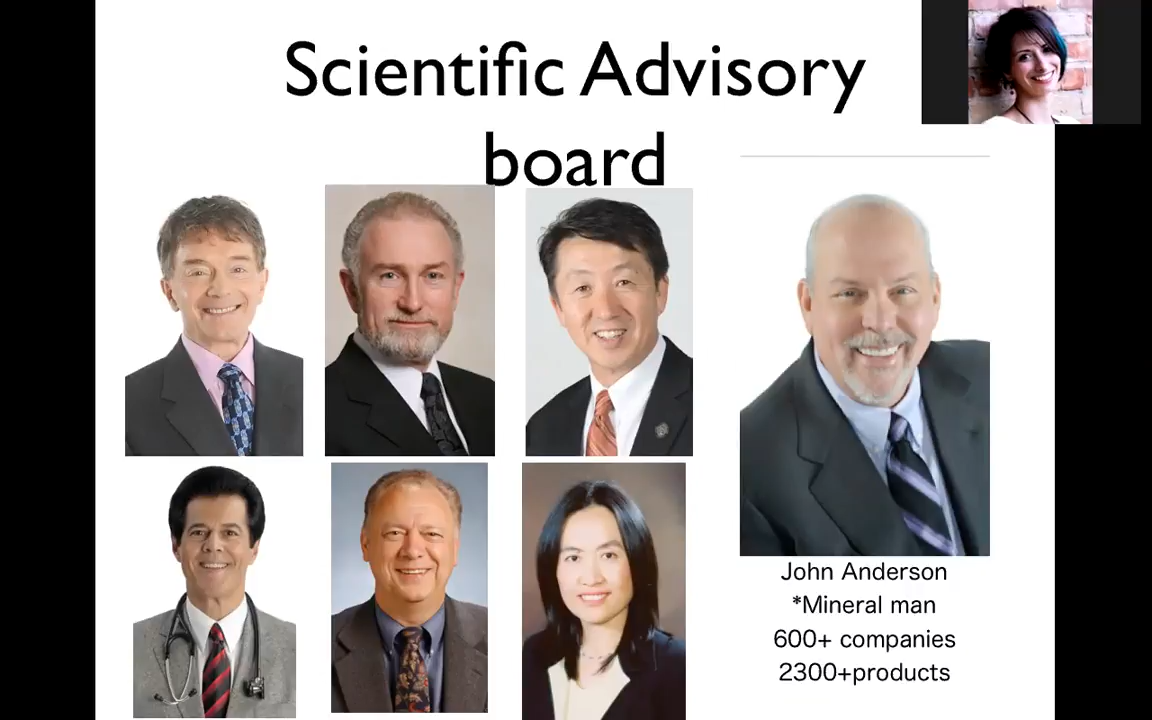 Scientific Advisory
board
John Anderson
*Mineral man
600+ companies
2300+products